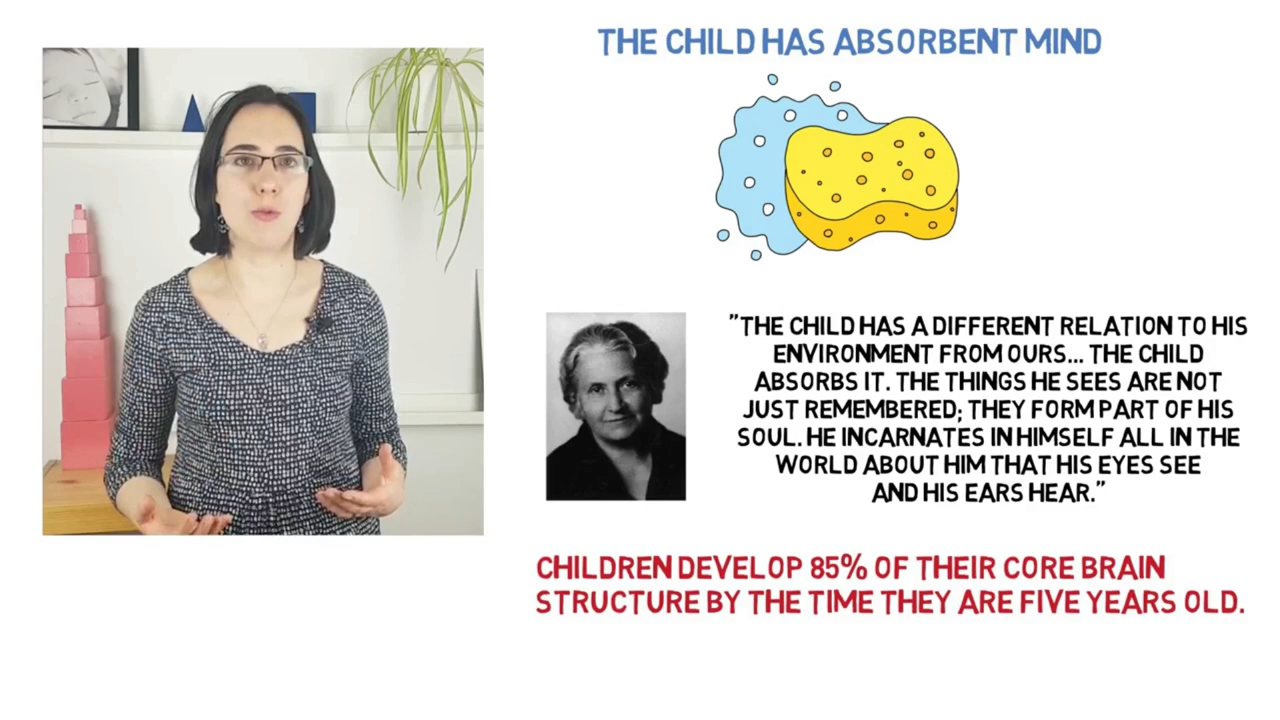 THE CHILD HAS ABSORBENT MIND
"THE CHILD HAS A DIFFERENT RELATION TO HIS
ENVIRONMENT FROM OURS... THE CHILD
ABSORBS IT. THE THINGS HE SEES ARE NOT
JUST REMEMBERED; THEY FORM PART OF HIS
SOUL. HE INCARNATES IN HIMSELF ALL IN THE
WORLD ABOUT HIM THAT HIS EYES SEE
AND HIS EARS HEAR."
CHILDREN DEVELOP 85% OF THEIR CORE BRAIN
STRUCTURE BY THE TIME THEY ARE FIVE YEARS OLD.